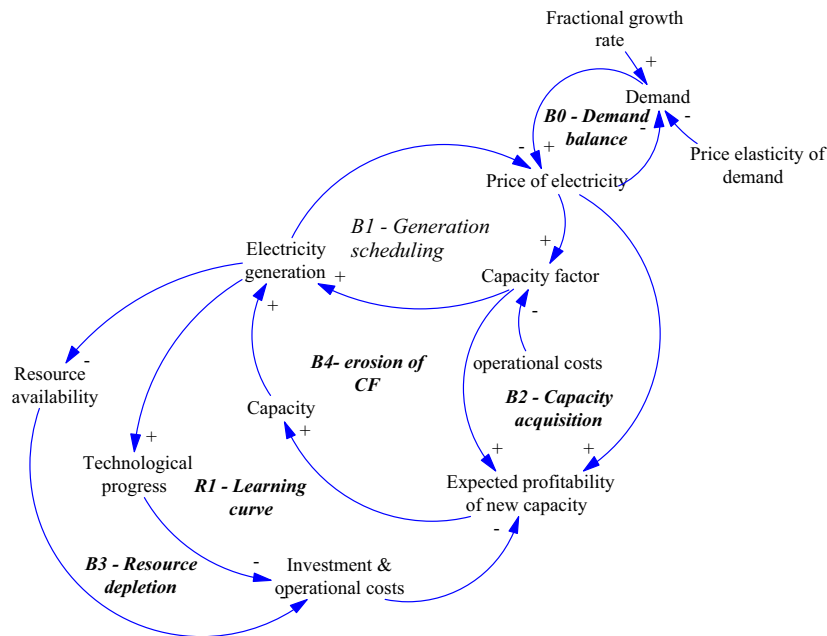 Fractional growth
rate
+
Demand
B0 - Demand
balance
-
-
-
+
Price elasticity of
demand
Price of electricity
B1 - Generation
scheduling
Electricity
generation
+
+
Capacity factor
+
-
operational costs
B4- erosion of
CF
-
Resource
availability
B2 - Capacity
acquisition
Capacity
+
+
+
+
Technological
progress
R1 - Learning
curve
Expected profitability
of new capacity
-
B3 - Resource
depletion
-
Investment &
operational costs
-